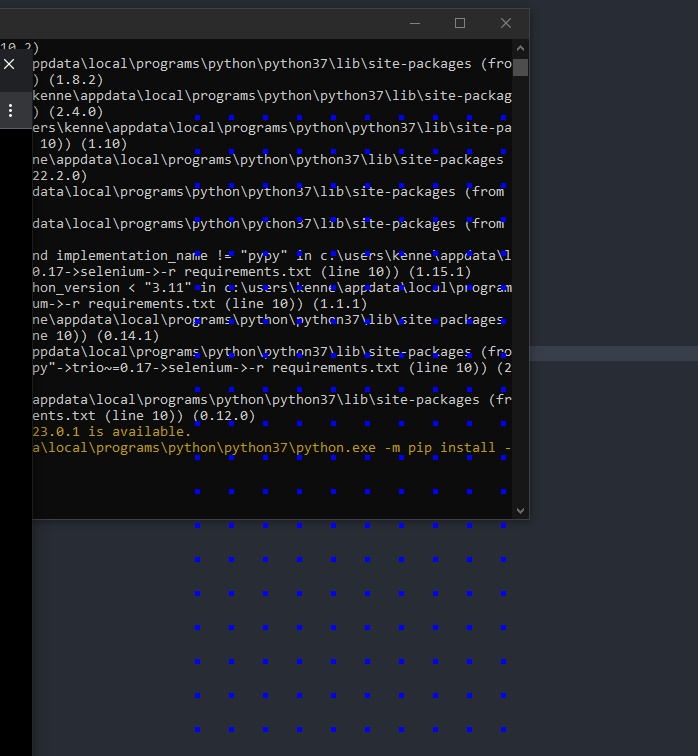 10.2)
ppdata\local\programs\python\python37\lib\site-packages (fro
) (1.8.2)
kenne\appdata\local\programs\python\python37\lib\site-packag
) (2.4.0)
ers\kenne\appdata\local\programs\python\python37\lib\site-pa
10)) (1.10)
ne\appdata\local\programs\python\python37\lib\site-packages
22.2.0)
data\local\programs\python\python37\lib\site-packages (from
data\local\programs\python\python37\lib\site-packages (from
nd implementation_name != "pypy" in c:\users\kenne\appdata\l
0.17->selenium->-r requirements.txt (line 10)) (1.15.1)
hon_version < "3.11" in c:\users\kenne\appdata\local\program
um->-r requirements.txt (line 10)) (1.1.1)
ne\appdata\local\programs\python\python37\lib\site-packages
ne 10)) (0.14.1)
ppdata\local\programs\python\python37\lib\site-packages (fro
py"->trio~=0.17->selenium->-r requirements.txt (line 10)) (2
appdata\local\programs\python\python37\lib\site-packages (fr
ents.txt (line 10)) (0.12.0)
23.0.1 is available.
a\local\programs\python\python37\python.exe -m pip install -